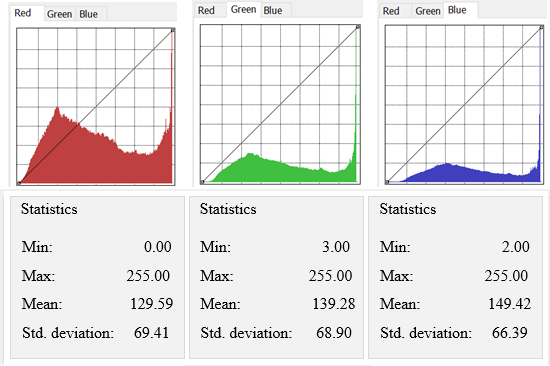 Red Green Blue
Red Green Blue
Red Green Blue
Statistics
Min: 0.00
Max: 255.00
Mean: 129.59
Std. deviation: 69.41
Statistics
Min: 3.00
Max: 255.00
Mean: 139.28
Std. deviation: 68.90
Statistics
Min: 2.00
Max: 255.00
Mean: 149.42
Std. deviation: 66.39